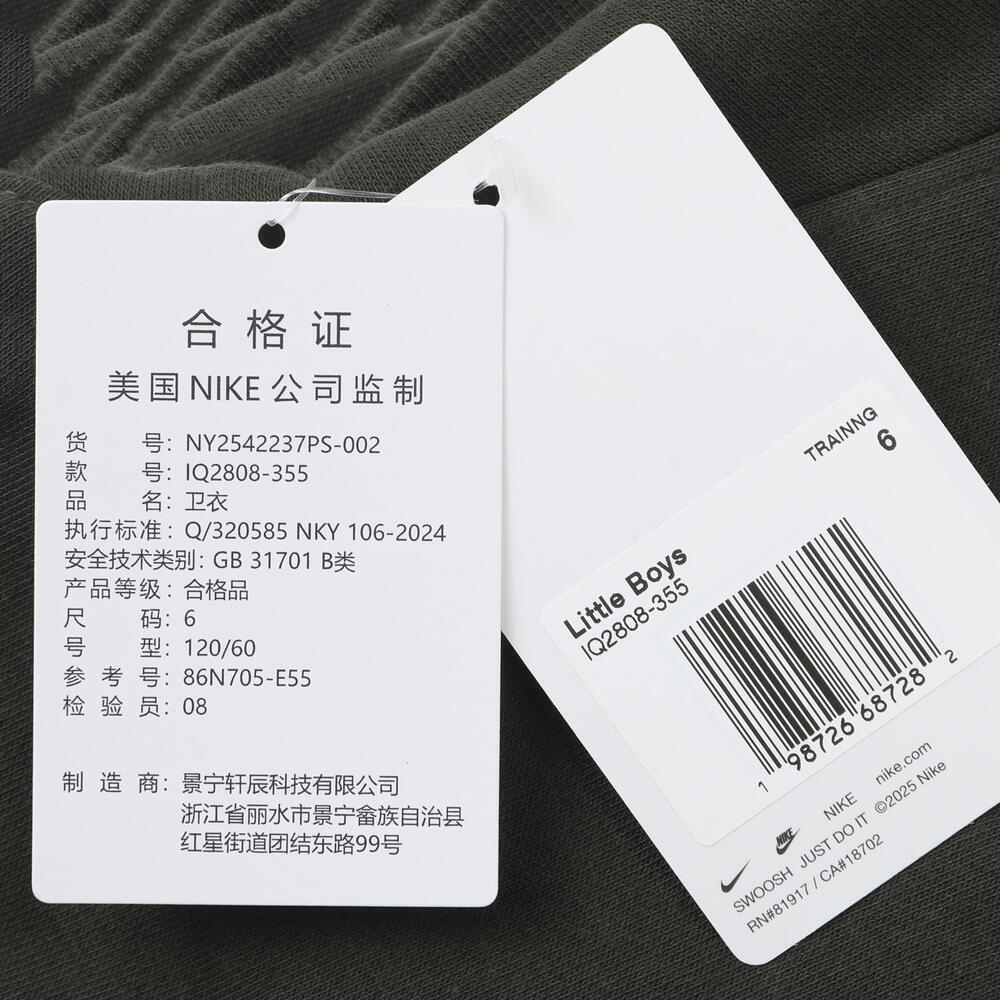 合格证
美国NIKE公司监制
货号: NY2542237PS-002
款号: IQ2808-355
品名: 卫衣
执行标准: Q/320585 NKY 106-2024
安全技术类别: GB 31701 B类
产品等级: 合格品
尺码: 6
号型: 120/60
参考号: 86N705-E55
检验员: 08
制造商: 景宁轩辰科技有限公司
浙江省丽水市景宁畲族自治县
红星街道团结东路99号
TRAINNG
6
Little Boys
IQ2808-355
1 98726 68728 2
nike.com
NIKE ©2025 Nike
NIKE
SWOOSH JUST DO IT
RN#81917 / CA#18702